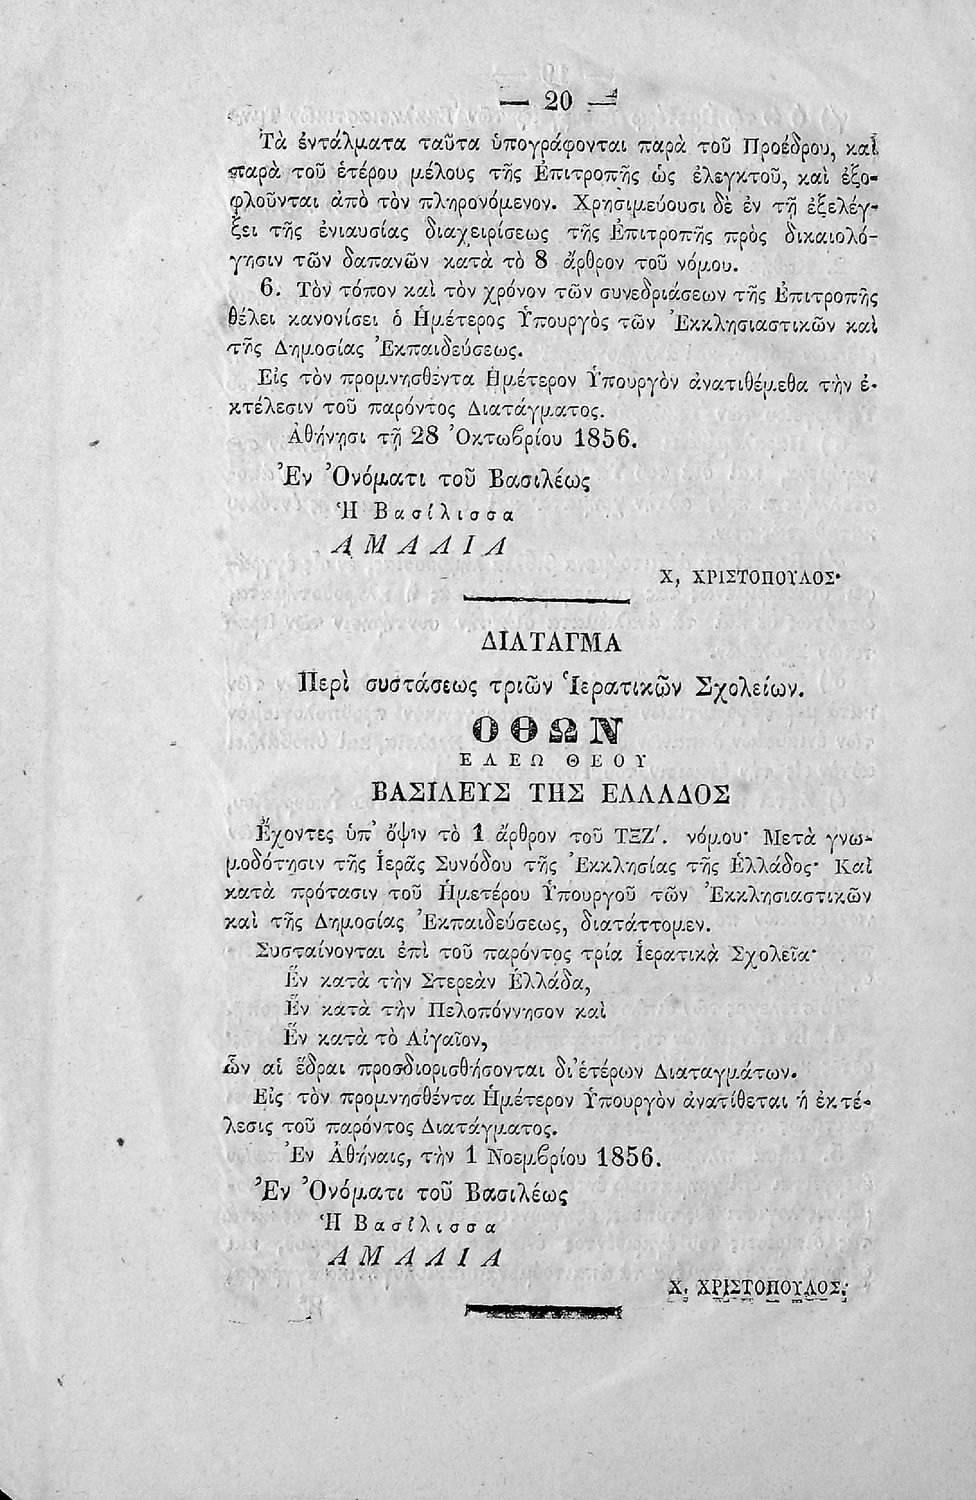 — 20 —
Τὰ ἐντάλματα ταῦτα ὑπογράφονται παρὰ τοῦ Προέδρου, καὶ
παρὰ τοῦ ἑτέρου μέλους τῆς Ἐπιτροπῆς ὡς ἐλεγκτοῦ, καὶ ἐξο-
φλοῦνται ἀπὸ τὸν πληρονόμενον. Χρησιμεύουσι δὲ ἐν τῇ ἐξελέγ-
ξει τῆς ἐνιαυσίας διαχειρίσεως τῆς Ἐπιτροπῆς πρὸς δικαιολό-
γησιν τῶν δαπανῶν κατὰ τὸ 8 ἄρθρον τοῦ νόμου.
6. Τὸν τόπον καὶ τὸν χρόνον τῶν συνεδριάσεων τῆς Ἐπιτροπῆς
θέλει κανονίσει ὁ Ἡμέτερος Ὑπουργὸς τῶν Ἐκκλησιαστικῶν καὶ
τῆς Δημοσίας Ἐκπαιδεύσεως.
Εἰς τὸν προμνησθέντα Ἡμέτερον Ὑπουργὸν ἀνατιθέμεθα τὴν ἐ-
κτέλεσιν τοῦ παρόντος Διατάγματος.
Ἀθήνησι τῇ 28 Ὀκτωβρίου 1856.
Ἐν Ὀνόματι τοῦ Βασιλέως
Ἡ Βασίλισσα
ΑΜΑΛΙΑ
Χ, ΧΡΙΣΤΟΠΟΥΛΟΣ·
ΔΙΑΤΑΓΜΑ
Περὶ συστάσεως τριῶν Ἱερατικῶν Σχολείων.
ΟΘΩΝ
ΕΛΕΩ ΘΕΟΥ
ΒΑΣΙΛΕΥΣ ΤΗΣ ΕΛΛΑΔΟΣ
Ἔχοντες ὑπ' ὄψιν τὸ 1 ἄρθρον τοῦ ΤΞΖ'. νόμου· Μετὰ γνω-
μοδότησιν τῆς Ἱερᾶς Συνόδου τῆς Ἐκκλησίας τῆς Ἑλλάδος· Καὶ
κατὰ πρότασιν τοῦ Ἡμετέρου Ὑπουργοῦ τῶν Ἐκκλησιαστικῶν
καὶ τῆς Δημοσίας Ἐκπαιδεύσεως, διατάττομεν.
Συσταίνονται ἐπὶ τοῦ παρόντος τρία Ἱερατικὰ Σχολεῖα·
Ἓν κατὰ τὴν Στερεὰν Ἑλλάδα,
Ἓν κατὰ τὴν Πελοπόννησον καὶ
Ἓν κατὰ τὸ Αἰγαῖον,
ὧν αἱ ἕδραι προσδιορισθήσονται δι' ἑτέρων Διαταγμάτων.
Εἰς τὸν προμνησθέντα Ἡμέτερον Ὑπουργὸν ἀνατίθεται ἡ ἐκτέ-
λεσις τοῦ παρόντος Διατάγματος.
Ἐν Ἀθήναις, τὴν 1 Νοεμβρίου 1856.
Ἐν Ὀνόματι τοῦ Βασιλέως
Ἡ Βασίλισσα
ΑΜΑΛΙΑ
Χ. ΧΡΙΣΤΟΠΟΥΛΟΣ.